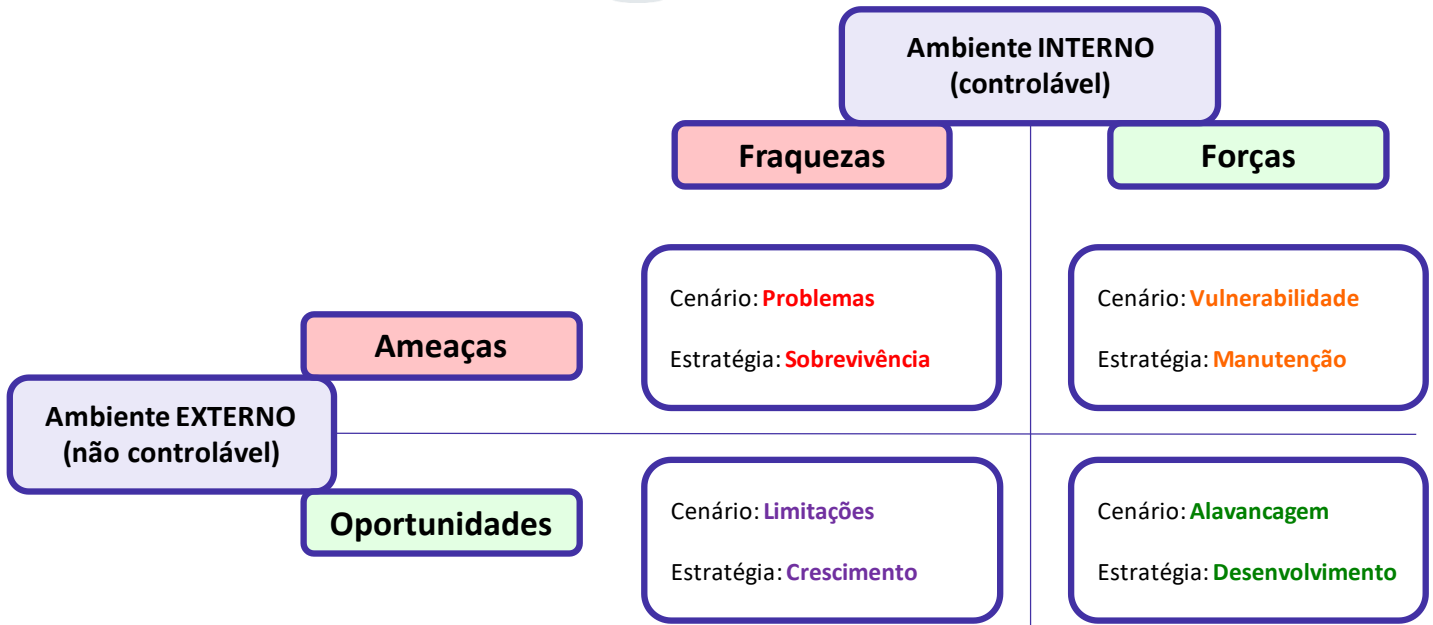 Ambiente INTERNO
(controlável)
Fraquezas
Forças
Cenário: Problemas
Estratégia: Sobrevivência
Cenário: Vulnerabilidade
Estratégia: Manutenção
Ameaças
Ambiente EXTERNO
(não controlável)
Oportunidades
Cenário: Limitações
Estratégia: Crescimento
Cenário: Alavancagem
Estratégia: Desenvolvimento